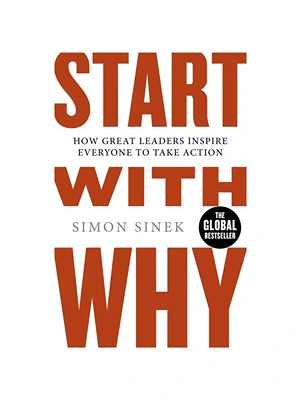 START
HOW GREAT LEADERS INSPIRE
EVERYONE TO TAKE ACTION
WITH
SIMON SINEK
THE
GLOBAL
BESTSELLER
WHY